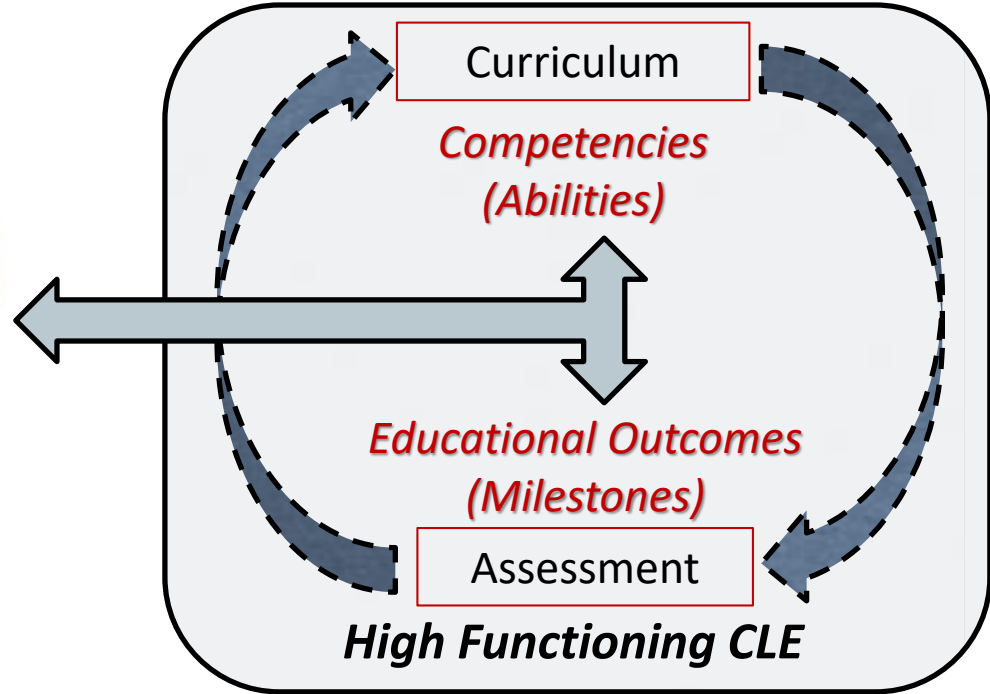 Curriculum
Competencies
(Abilities)
Educational Outcomes
(Milestones)
Assessment
High Functioning CLE